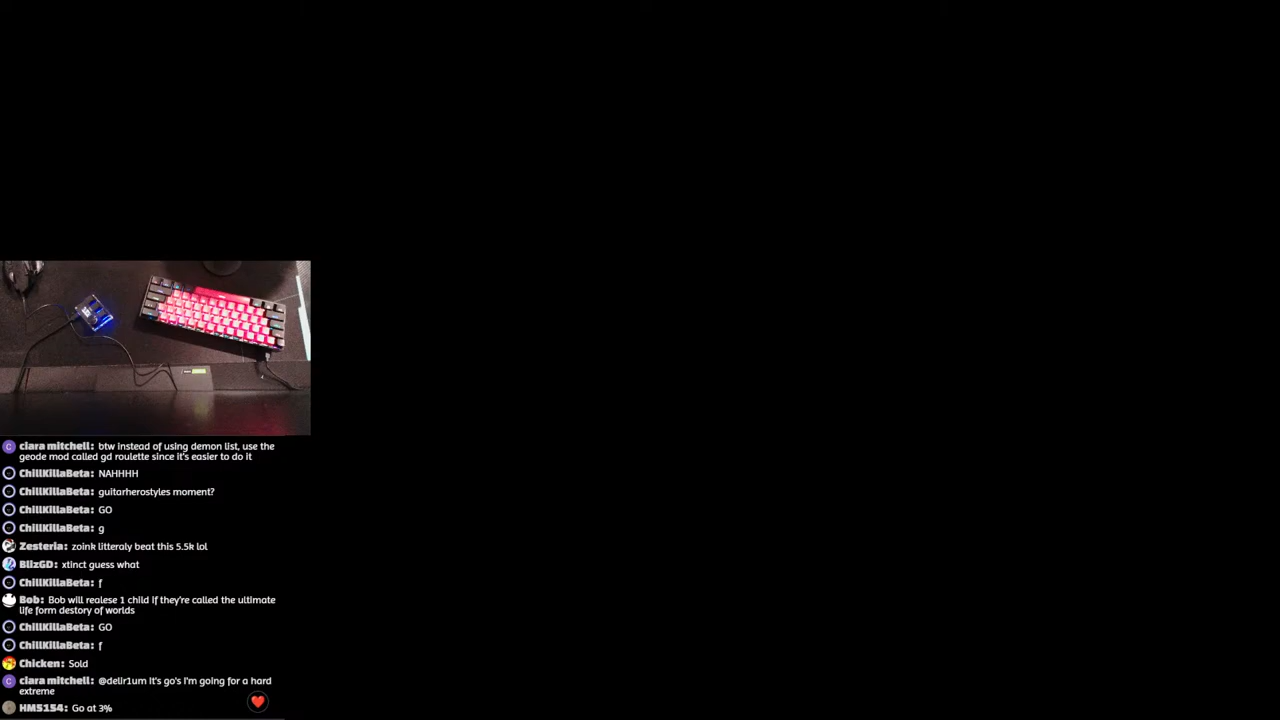 ciara mitchell: btw instead of using demon list, use the
geode mod called gd roulette since it's easier to do it
ChillKillaBeta: NAHHHH
ChillKillaBeta: guitarherostyles moment?
ChillKillaBeta: GO
ChillKillaBeta: g
Zesteria: zoink litteraly beat this 5.5k lol
BlizGD: xtinct guess what
ChillKillaBeta: f
Bob: Bob will realese 1 child if they're called the ultimate
life form destory of worlds
ChillKillaBeta: GO
ChillKillaBeta: f
Chicken: Sold
ciara mitchell: @delir1um it's go's i'm going for a hard
extreme
HMS154: Go at 3%